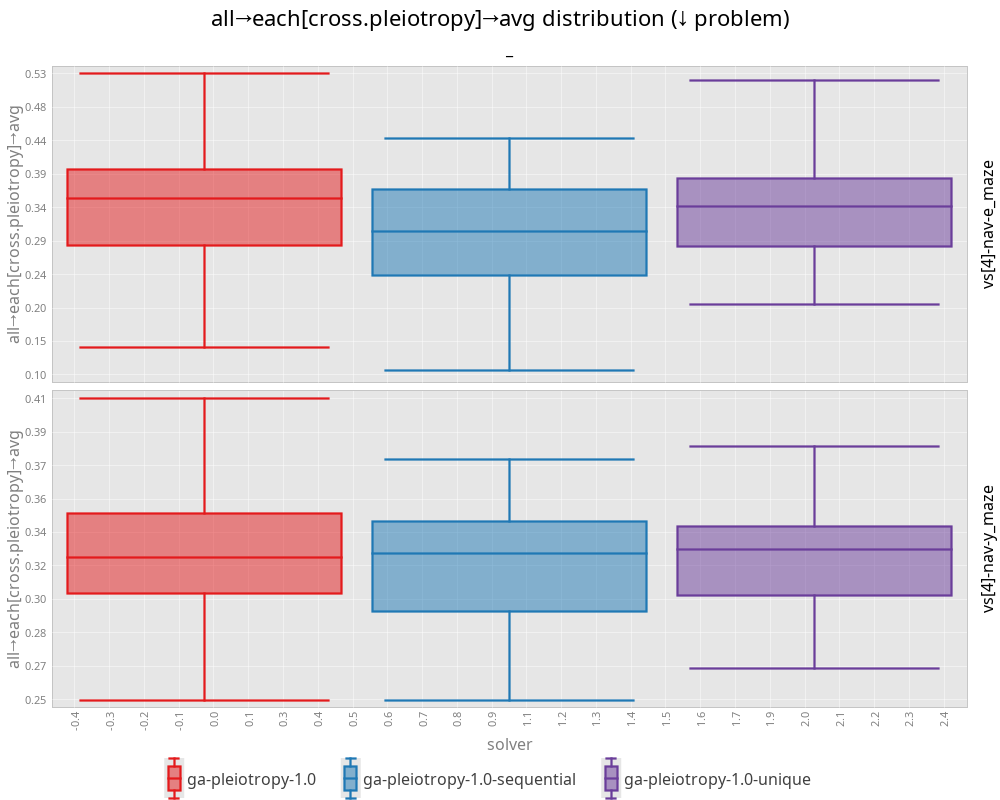 all→each[cross.pleiotropy]→avg distribution (↓ problem)
–
all→each[cross.pleiotropy]→avg
0.53
0.48
0.44
0.39
0.34
0.29
0.24
0.20
0.15
0.10
vs[4]-nav-e_maze
all→each[cross.pleiotropy]→avg
0.41
0.39
0.37
0.36
0.34
0.32
0.30
0.28
0.27
0.25
vs[4]-nav-y_maze
-0.4 -0.3 -0.2 -0.1 0.0 0.1 0.3 0.4 0.5 0.6 0.7 0.8 0.9 1.1 1.2 1.3 1.4 1.5 1.6 1.7 1.9 2.0 2.1 2.2 2.3 2.4
solver
ga-pleiotropy-1.0 ga-pleiotropy-1.0-sequential ga-pleiotropy-1.0-unique